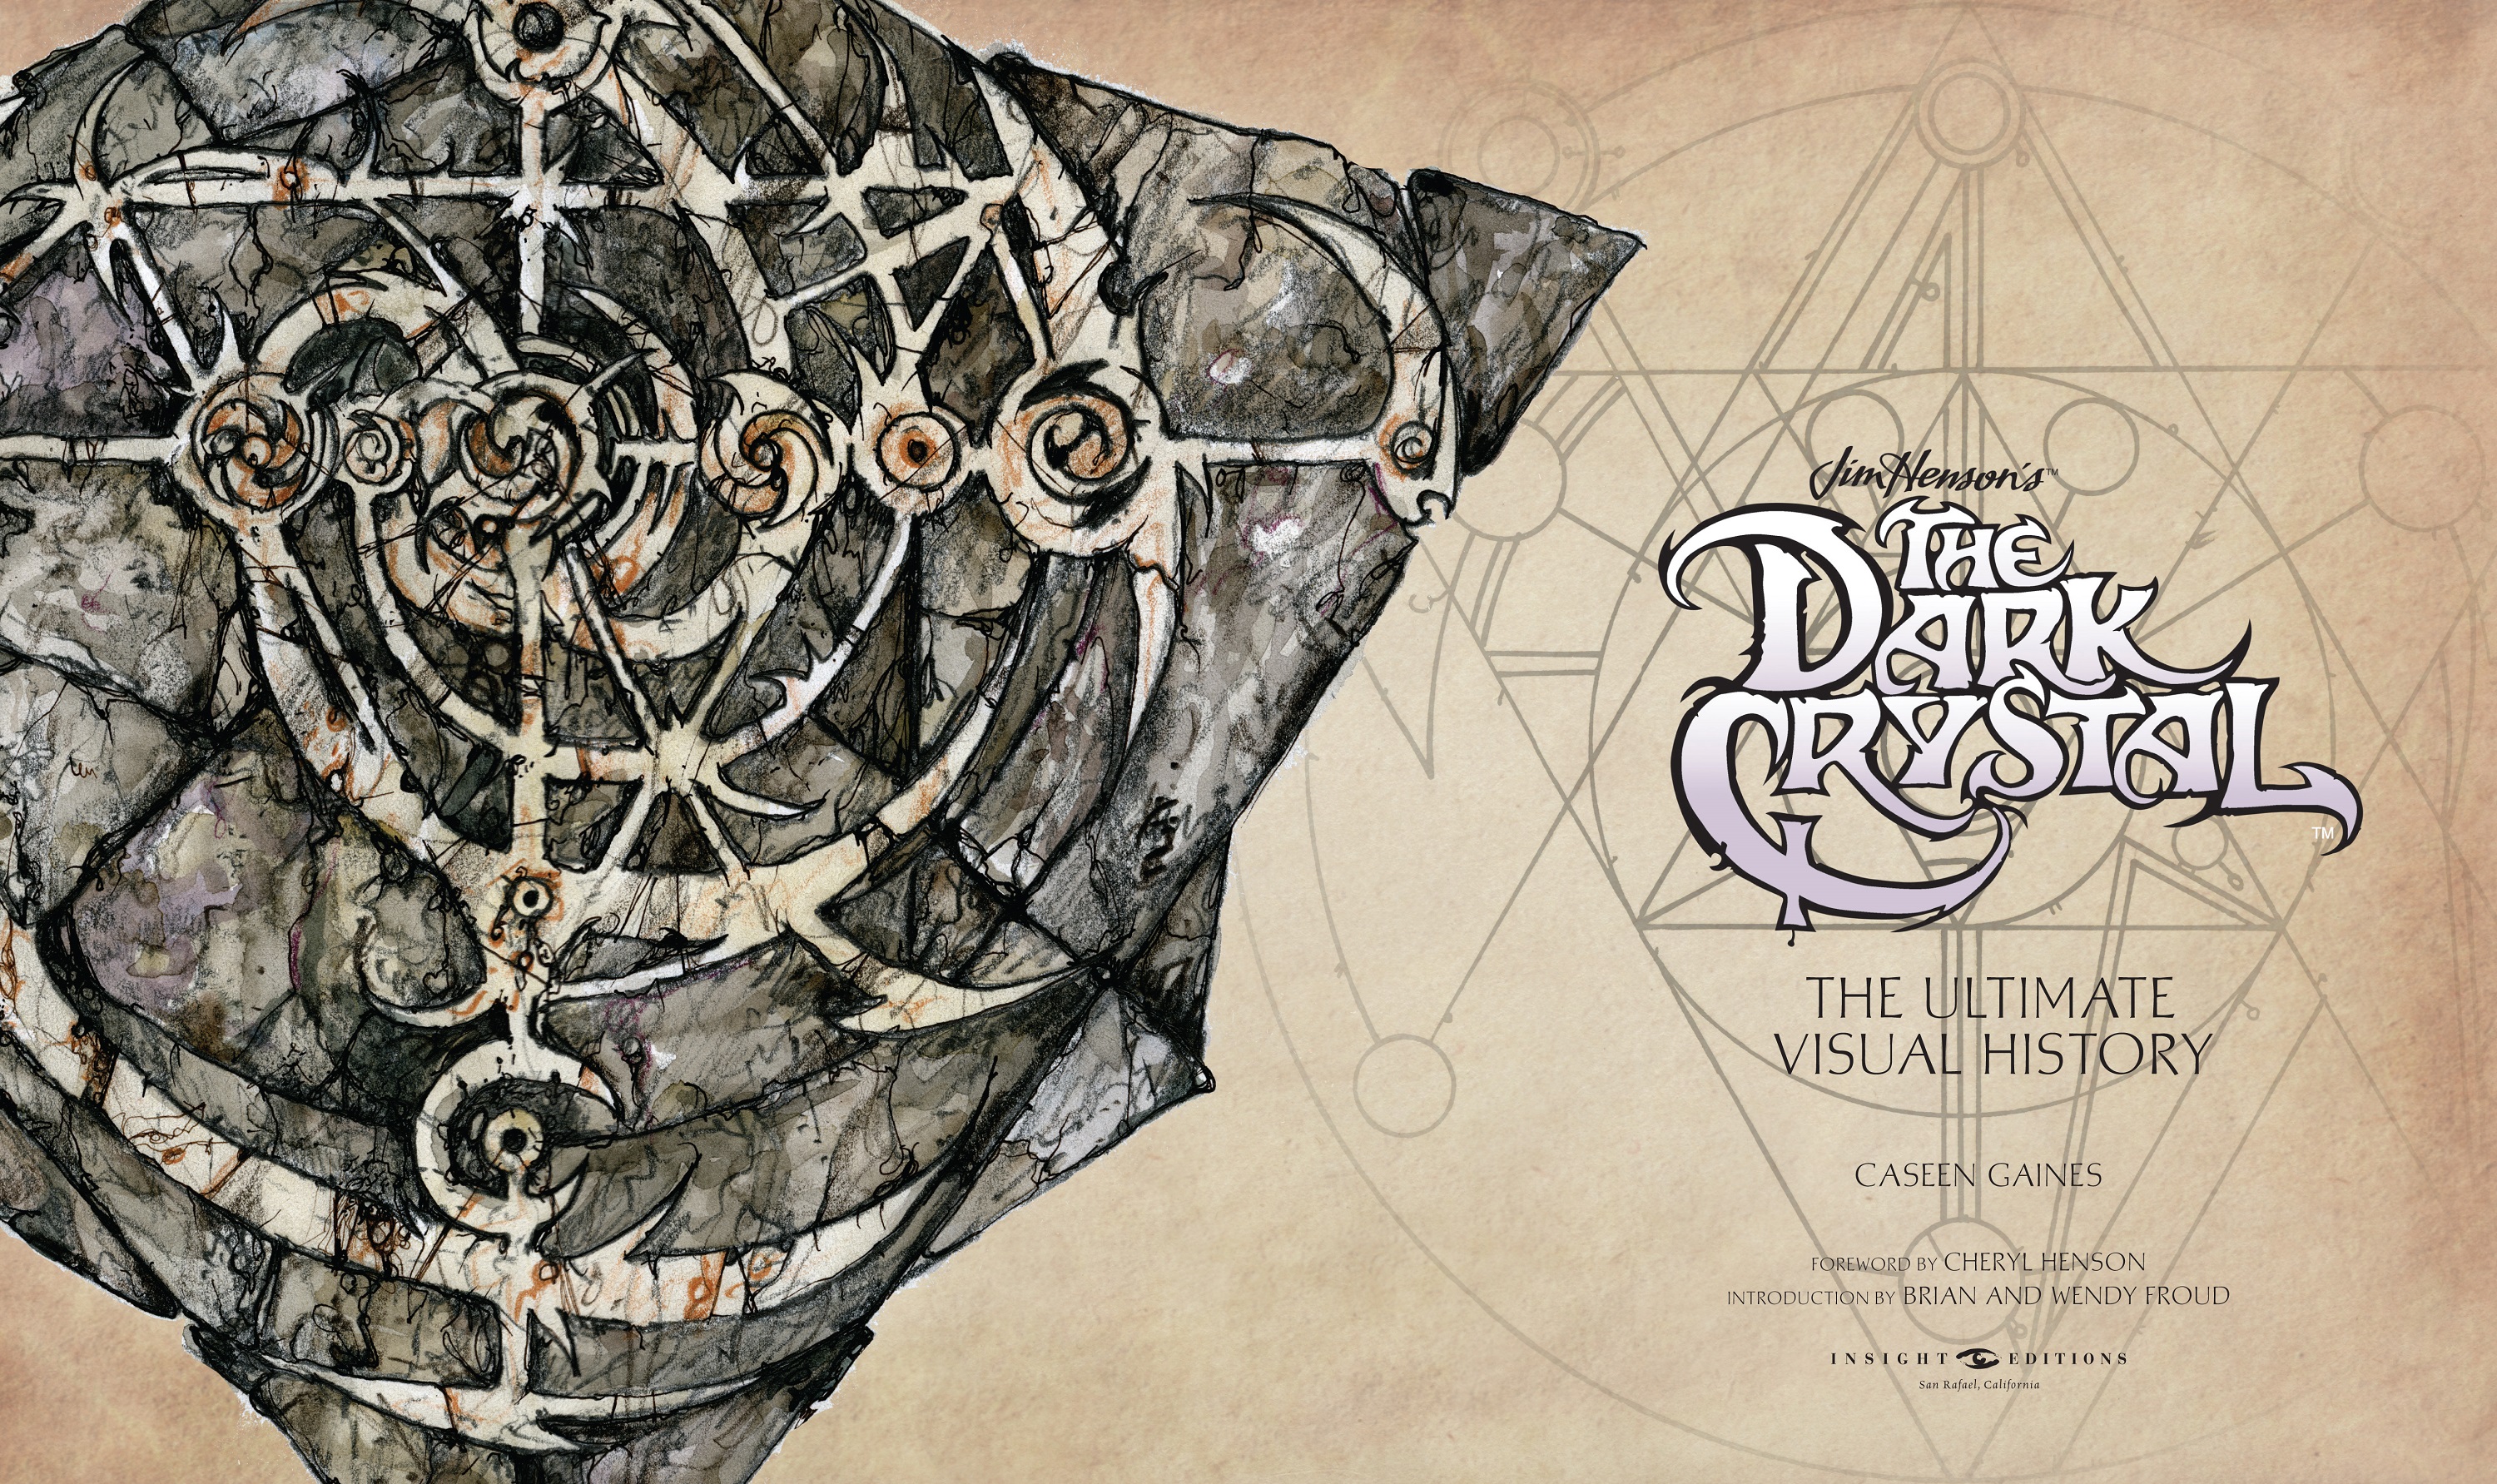 Jim Henson's™
THE
DARK
CRYSTAL
™
THE ULTIMATE
VISUAL HISTORY
CASEEN GAINES
FOREWORD BY CHERYL HENSON
INTRODUCTION BY BRIAN AND WENDY FROUD
INSIGHT EDITIONS
San Rafael, California